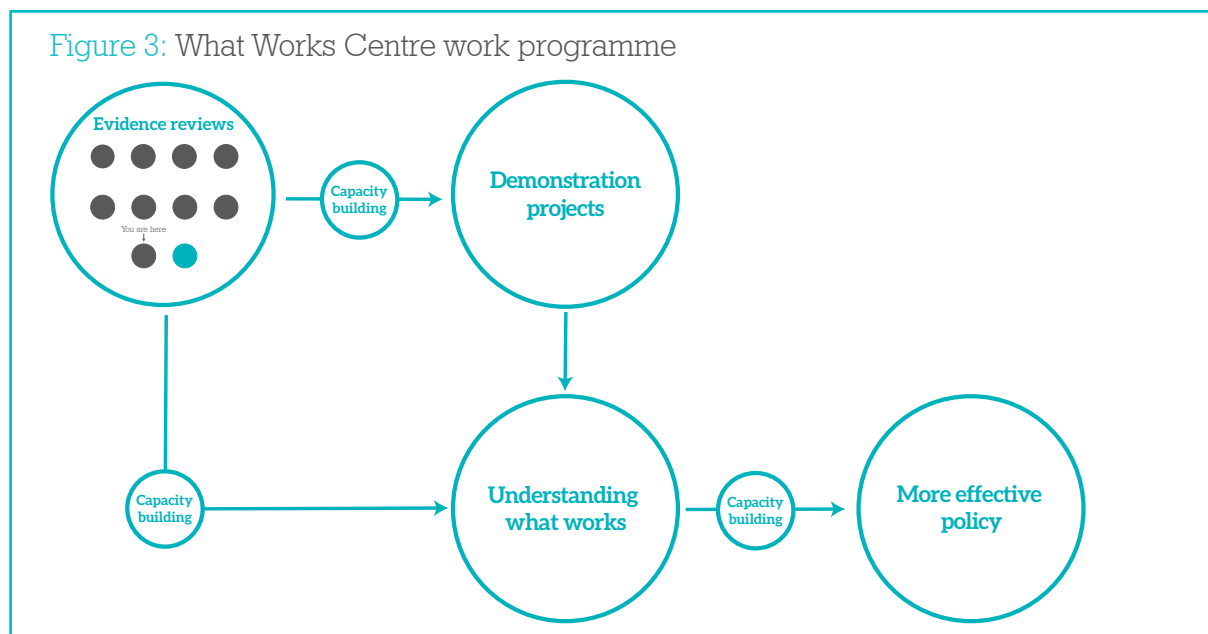 Figure 3: What Works Centre work programme
Evidence reviews
You are here
Capacity
building
Demonstration
projects
Capacity
building
Understanding
what works
Capacity
building
More effective
policy